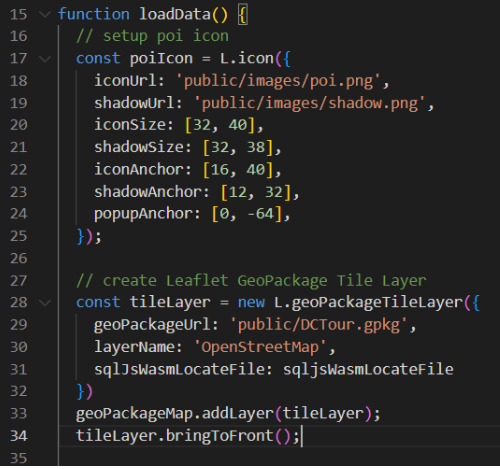 15 function loadData() {
16 // setup poi icon
17 const poiIcon = L.icon({
18 iconUrl: 'public/images/poi.png',
19 shadowUrl: 'public/images/shadow.png',
20 iconSize: [32, 40],
21 shadowSize: [32, 38],
22 iconAnchor: [16, 40],
23 shadowAnchor: [12, 32],
24 popupAnchor: [0, -64],
25 });
26
27 // create Leaflet GeoPackage Tile Layer
28 const tileLayer = new L.geoPackageTileLayer({
29 geoPackageUrl: 'public/DCTour.gpkg',
30 layerName: 'OpenStreetMap',
31 sqlJsWasmLocateFile: sqljsWasmLocateFile
32 })
33 geoPackageMap.addLayer(tileLayer);
34 tileLayer.bringToFront();
35